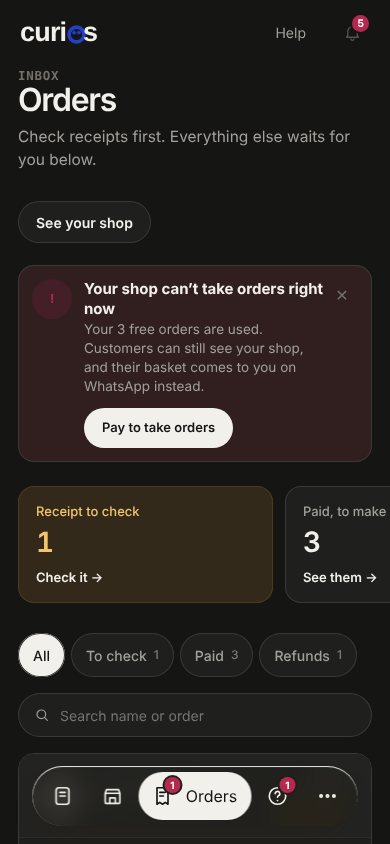 curios
Help
5
INBOX
Orders
Check receipts first. Everything else waits for
you below.
See your shop
!
Your shop can’t take orders right
now
Your 3 free orders are used.
Customers can still see your shop,
and their basket comes to you on
WhatsApp instead.
Pay to take orders
Receipt to check
1
Check it →
Paid, to make
3
See them →
All
To check 1
Paid 3
Refunds 1
Search name or order
1
Orders
1